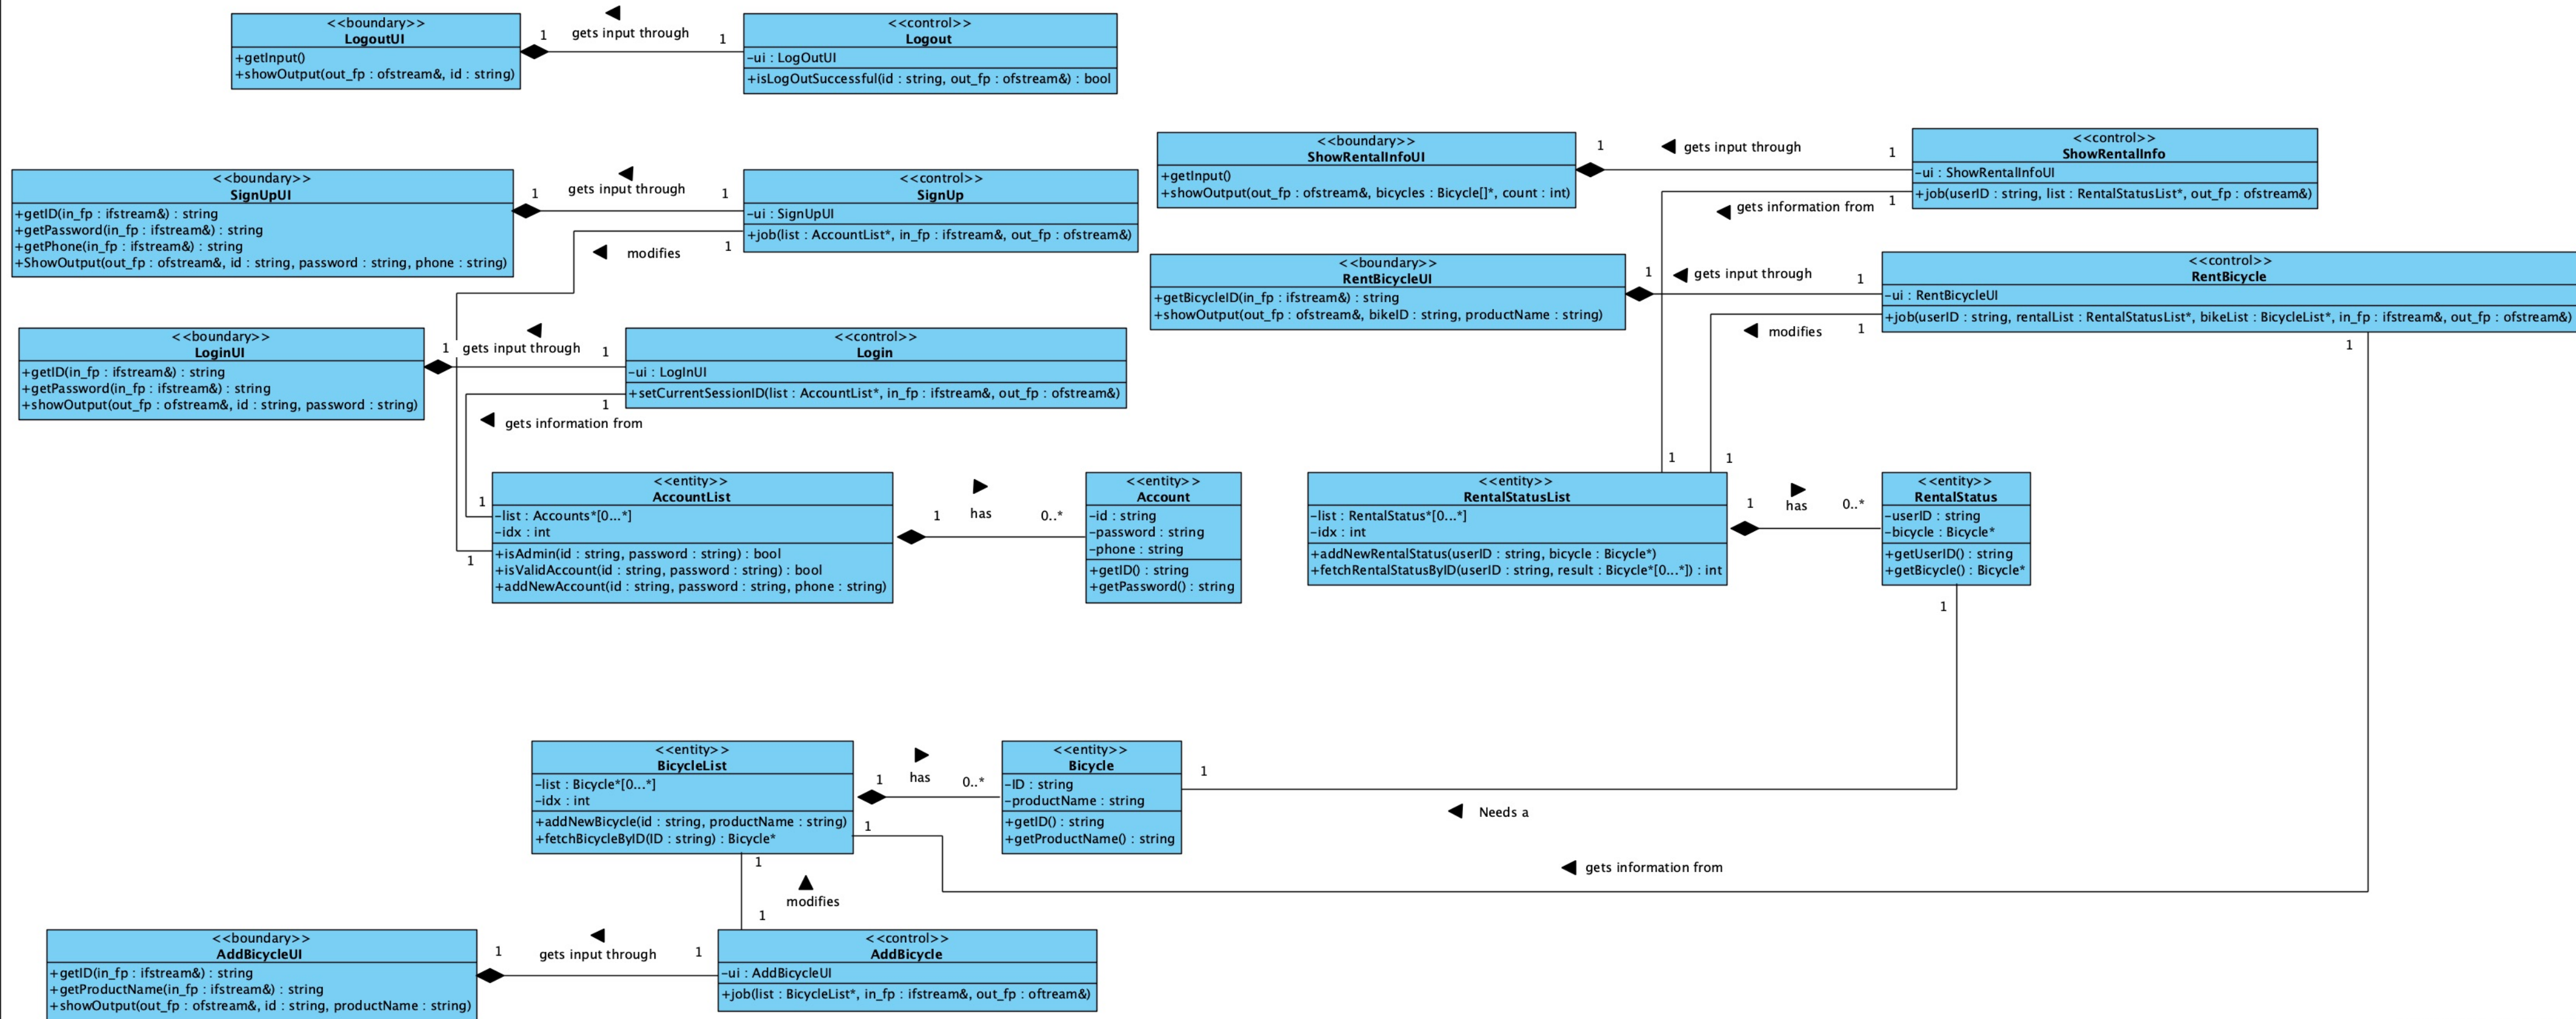 <<boundary>>
LogoutUI
+getInput()
+showOutput(out_fp : ofstream&, id : string)
1
gets input through
1
<<control>>
Logout
-ui : LogOutUI
+isLogOutSuccessful(id : string, out_fp : ofstream&) : bool
<<boundary>>
SignUpUI
+getID(in_fp : ifstream&) : string
+getPassword(in_fp : ifstream&) : string
+getPhone(in_fp : ifstream&) : string
+ShowOutput(out_fp : ofstream&, id : string, password : string, phone : string)
1
gets input through
1
<<control>>
SignUp
-ui : SignUpUI
+job(list : AccountList*, in_fp : ifstream&, out_fp : ofstream&)
modifies
1
<<boundary>>
ShowRentalInfoUI
+getInput()
+showOutput(out_fp : ofstream&, bicycles : Bicycle[]*, count : int)
1
gets input through
1
<<control>>
ShowRentalInfo
-ui : ShowRentalInfoUI
+job(userID : string, list : RentalStatusList*, out_fp : ofstream&)
gets information from
1
<<boundary>>
RentBicycleUI
+getBicycleID(in_fp : ifstream&) : string
+showOutput(out_fp : ofstream&, bikeID : string, productName : string)
1
gets input through
1
<<control>>
RentBicycle
-ui : RentBicycleUI
+job(userID : string, rentalList : RentalStatusList*, bikeList : BicycleList*, in_fp : ifstream&, out_fp : ofstream&)
modifies
1
1
<<boundary>>
LoginUI
+getID(in_fp : ifstream&) : string
+getPassword(in_fp : ifstream&) : string
+showOutput(out_fp : ofstream&, id : string, password : string)
1
gets input through
1
<<control>>
Login
-ui : LogInUI
+setCurrentSessionID(list : AccountList*, in_fp : ifstream&, out_fp : ofstream&)
1
gets information from
1
1
<<entity>>
AccountList
-list : Accounts*[0...*]
-idx : int
+isAdmin(id : string, password : string) : bool
+isValidAccount(id : string, password : string) : bool
+addNewAccount(id : string, password : string, phone : string)
1
has
0..*
<<entity>>
Account
-id : string
-password : string
-phone : string
+getID() : string
+getPassword() : string
1
1
<<entity>>
RentalStatusList
-list : RentalStatus*[0...*]
-idx : int
+addNewRentalStatus(userID : string, bicycle : Bicycle*)
+fetchRentalStatusByID(userID : string, result : Bicycle*[0...*]) : int
1
has
0..*
<<entity>>
RentalStatus
-userID : string
-bicycle : Bicycle*
+getUserID() : string
+getBicycle() : Bicycle*
1
<<entity>>
BicycleList
-list : Bicycle*[0...*]
-idx : int
+addNewBicycle(id : string, productName : string)
+fetchBicycleByID(ID : string) : Bicycle*
1
has
0..*
<<entity>>
Bicycle
-ID : string
-productName : string
+getID() : string
+getProductName() : string
1
Needs a
1
gets information from
1
modifies
1
<<boundary>>
AddBicycleUI
+getID(in_fp : ifstream&) : string
+getProductName(in_fp : ifstream&) : string
+showOutput(out_fp : ofstream&, id : string, productName : string)
1
gets input through
1
<<control>>
AddBicycle
-ui : AddBicycleUI
+job(list : BicycleList*, in_fp : ifstream&, out_fp : oftream&)